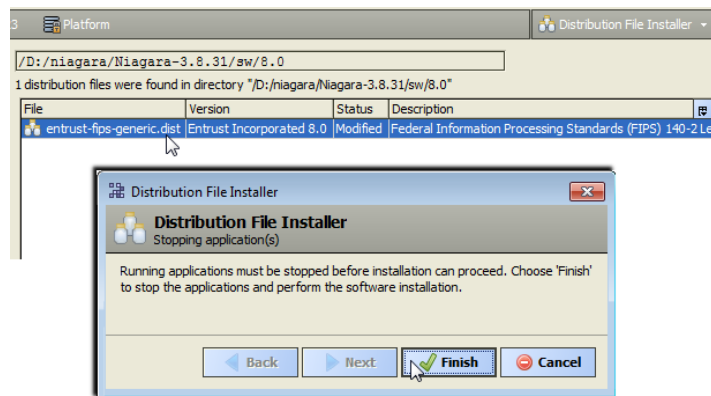 3 Platform Distribution File Installer
/D:/niagara/Niagara-3.8.31/sw/8.0
1 distribution files were found in directory "/D:/niagara/Niagara-3.8.31/sw/8.0"
File Version Status Description
entrust-fips-generic.dist Entrust Incorporated 8.0 Modified Federal Information Processing Standards (FIPS) 140-2 Le
Distribution File Installer
Distribution File Installer
Stopping application(s)
Running applications must be stopped before installation can proceed. Choose 'Finish'
to stop the applications and perform the software installation.
Back Next Finish Cancel